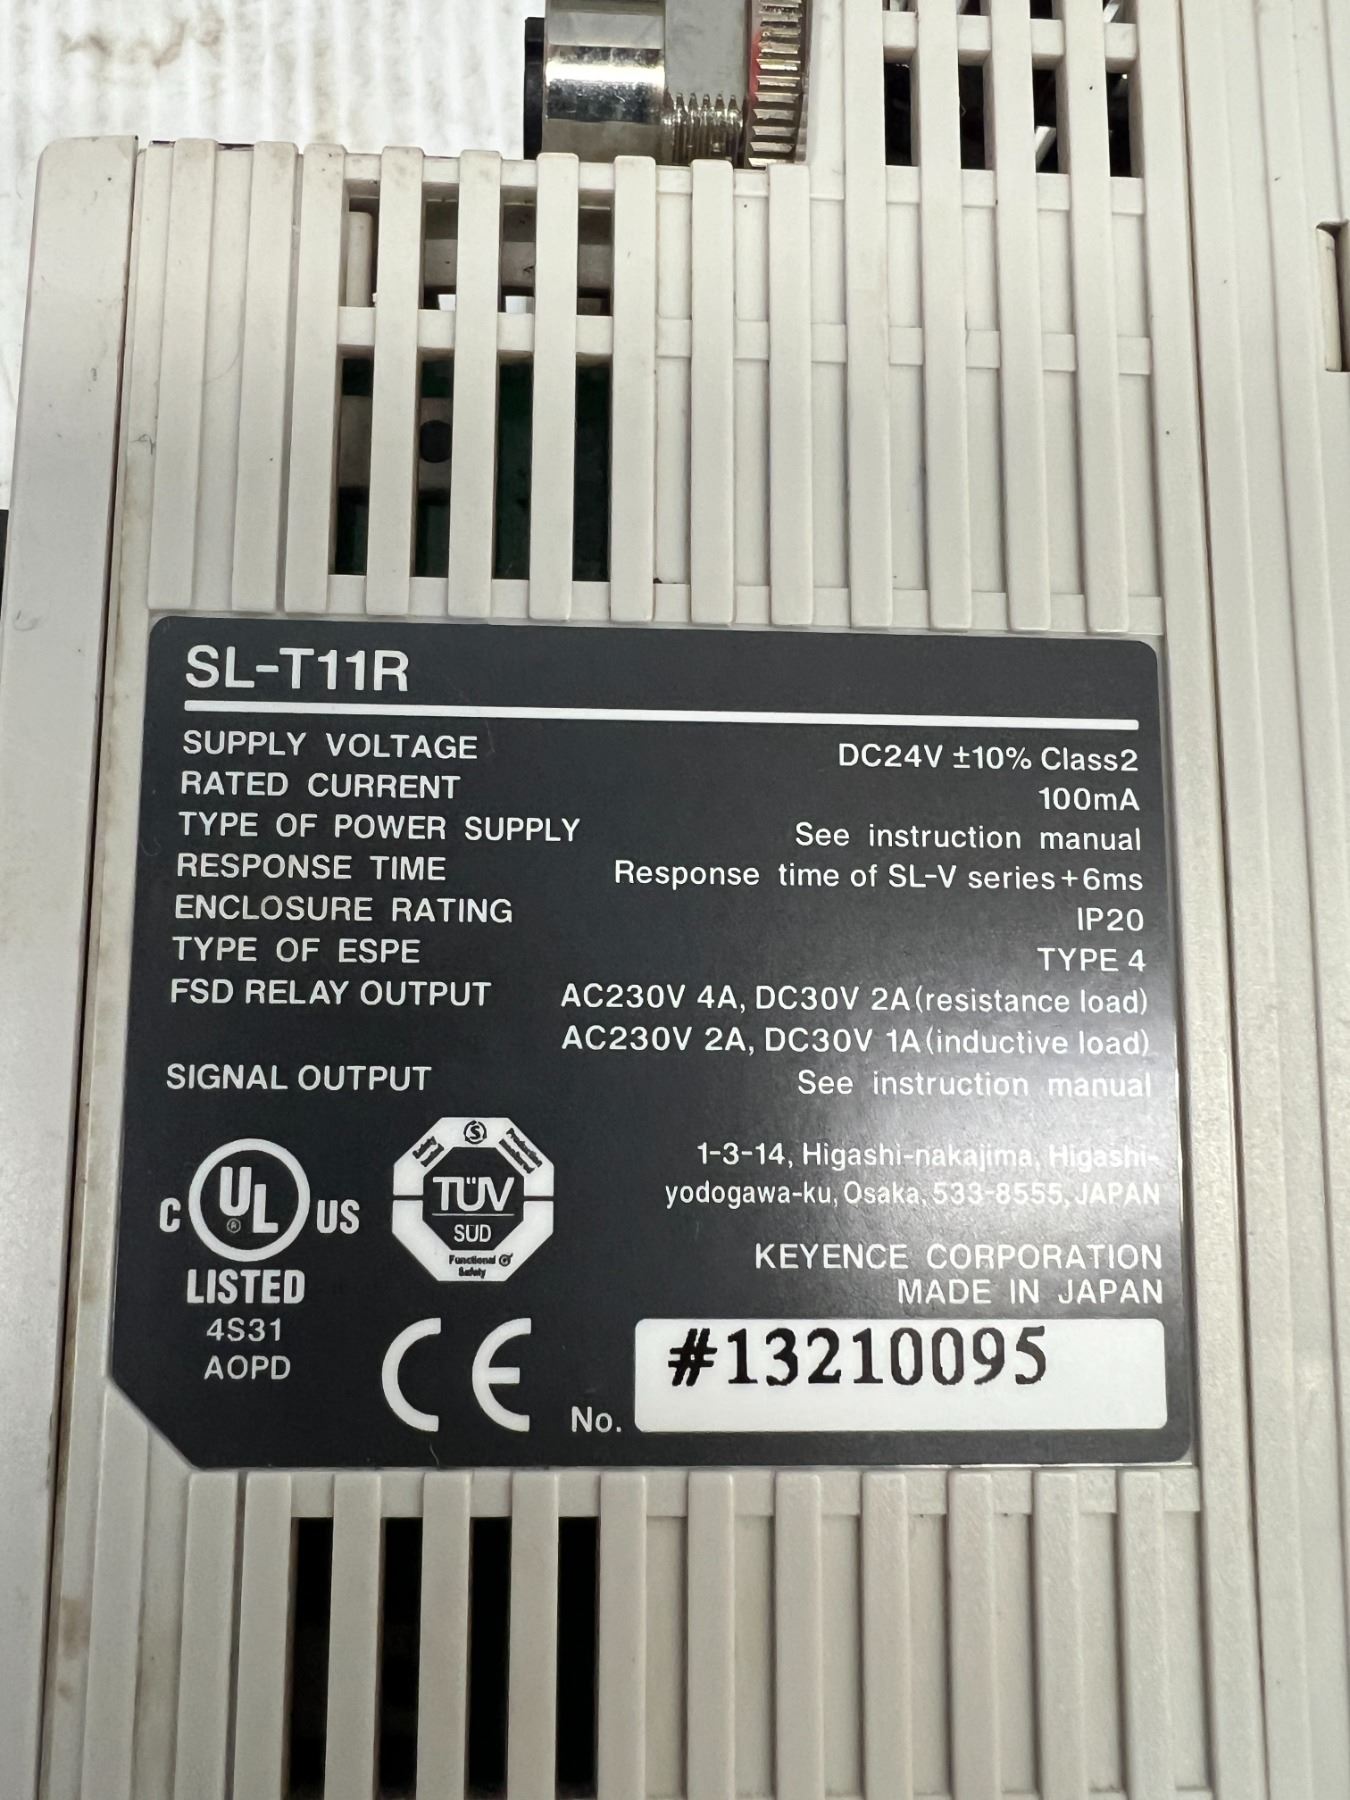 SL-T11R
SUPPLY VOLTAGE DC24V ±10% Class2
RATED CURRENT 100mA
TYPE OF POWER SUPPLY See instruction manual
RESPONSE TIME Response time of SL-V series+6ms
ENCLOSURE RATING IP20
TYPE OF ESPE TYPE 4
FSD RELAY OUTPUT AC230V 4A, DC30V 2A(resistance load)
AC230V 2A, DC30V 1A(inductive load)
SIGNAL OUTPUT See instruction manual
C UL ® US
LISTED
4S31
AOPD
Production
TÜV
SÜD
Functional
Safety
CE
1-3-14, Higashi-nakajima, Higashi-
yodogawa-ku, Osaka, 533-8555, JAPAN
KEYENCE CORPORATION
MADE IN JAPAN
No. #13210095